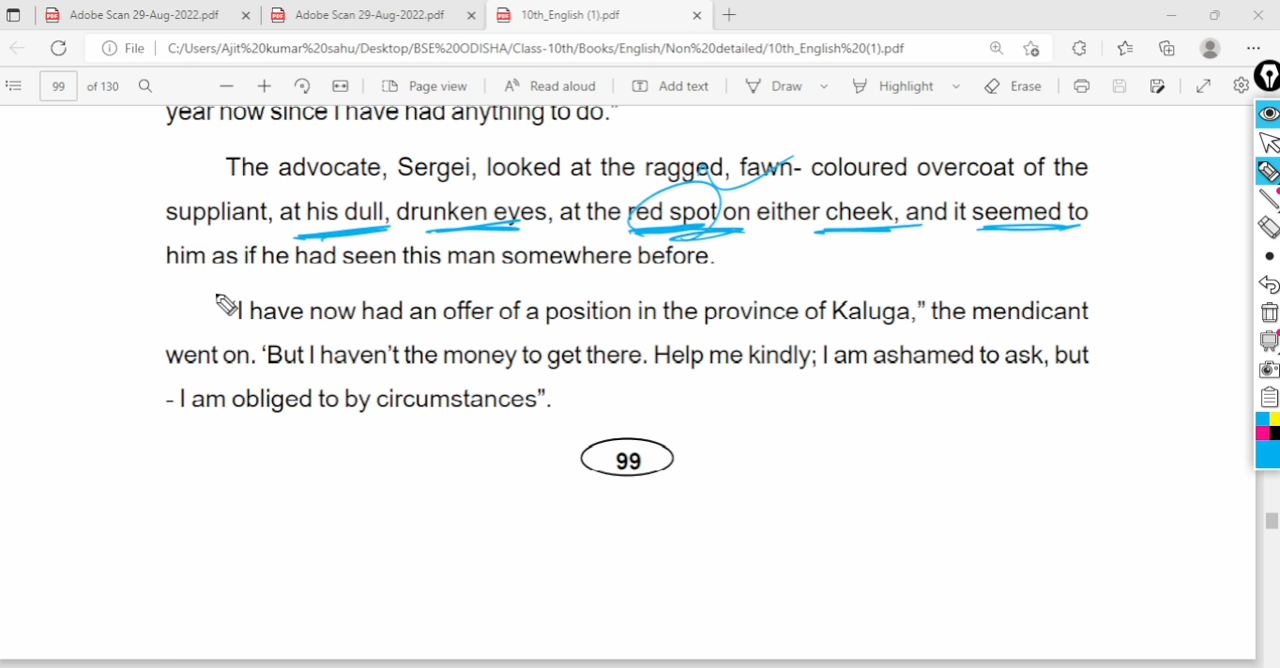 Adobe Scan 29-Aug-2022.pdf
Adobe Scan 29-Aug-2022.pdf
10th_English (1).pdf
File C:/Users/Ajit%20kumar%20sahu/Desktop/BSE%20ODISHA/Class-10th/Books/English/Non%20detailed/10th_English%20(1).pdf
99 of 130 Page view Read aloud Add text Draw Highlight Erase
year now since I have had anything to do."
The advocate, Sergei, looked at the ragged, fawn- coloured overcoat of the
suppliant, at his dull, drunken eyes, at the red spot on either cheek, and it seemed to
him as if he had seen this man somewhere before.
I have now had an offer of a position in the province of Kaluga,” the mendicant
went on. ‘But I haven’t the money to get there. Help me kindly; I am ashamed to ask, but
- I am obliged to by circumstances”.
99